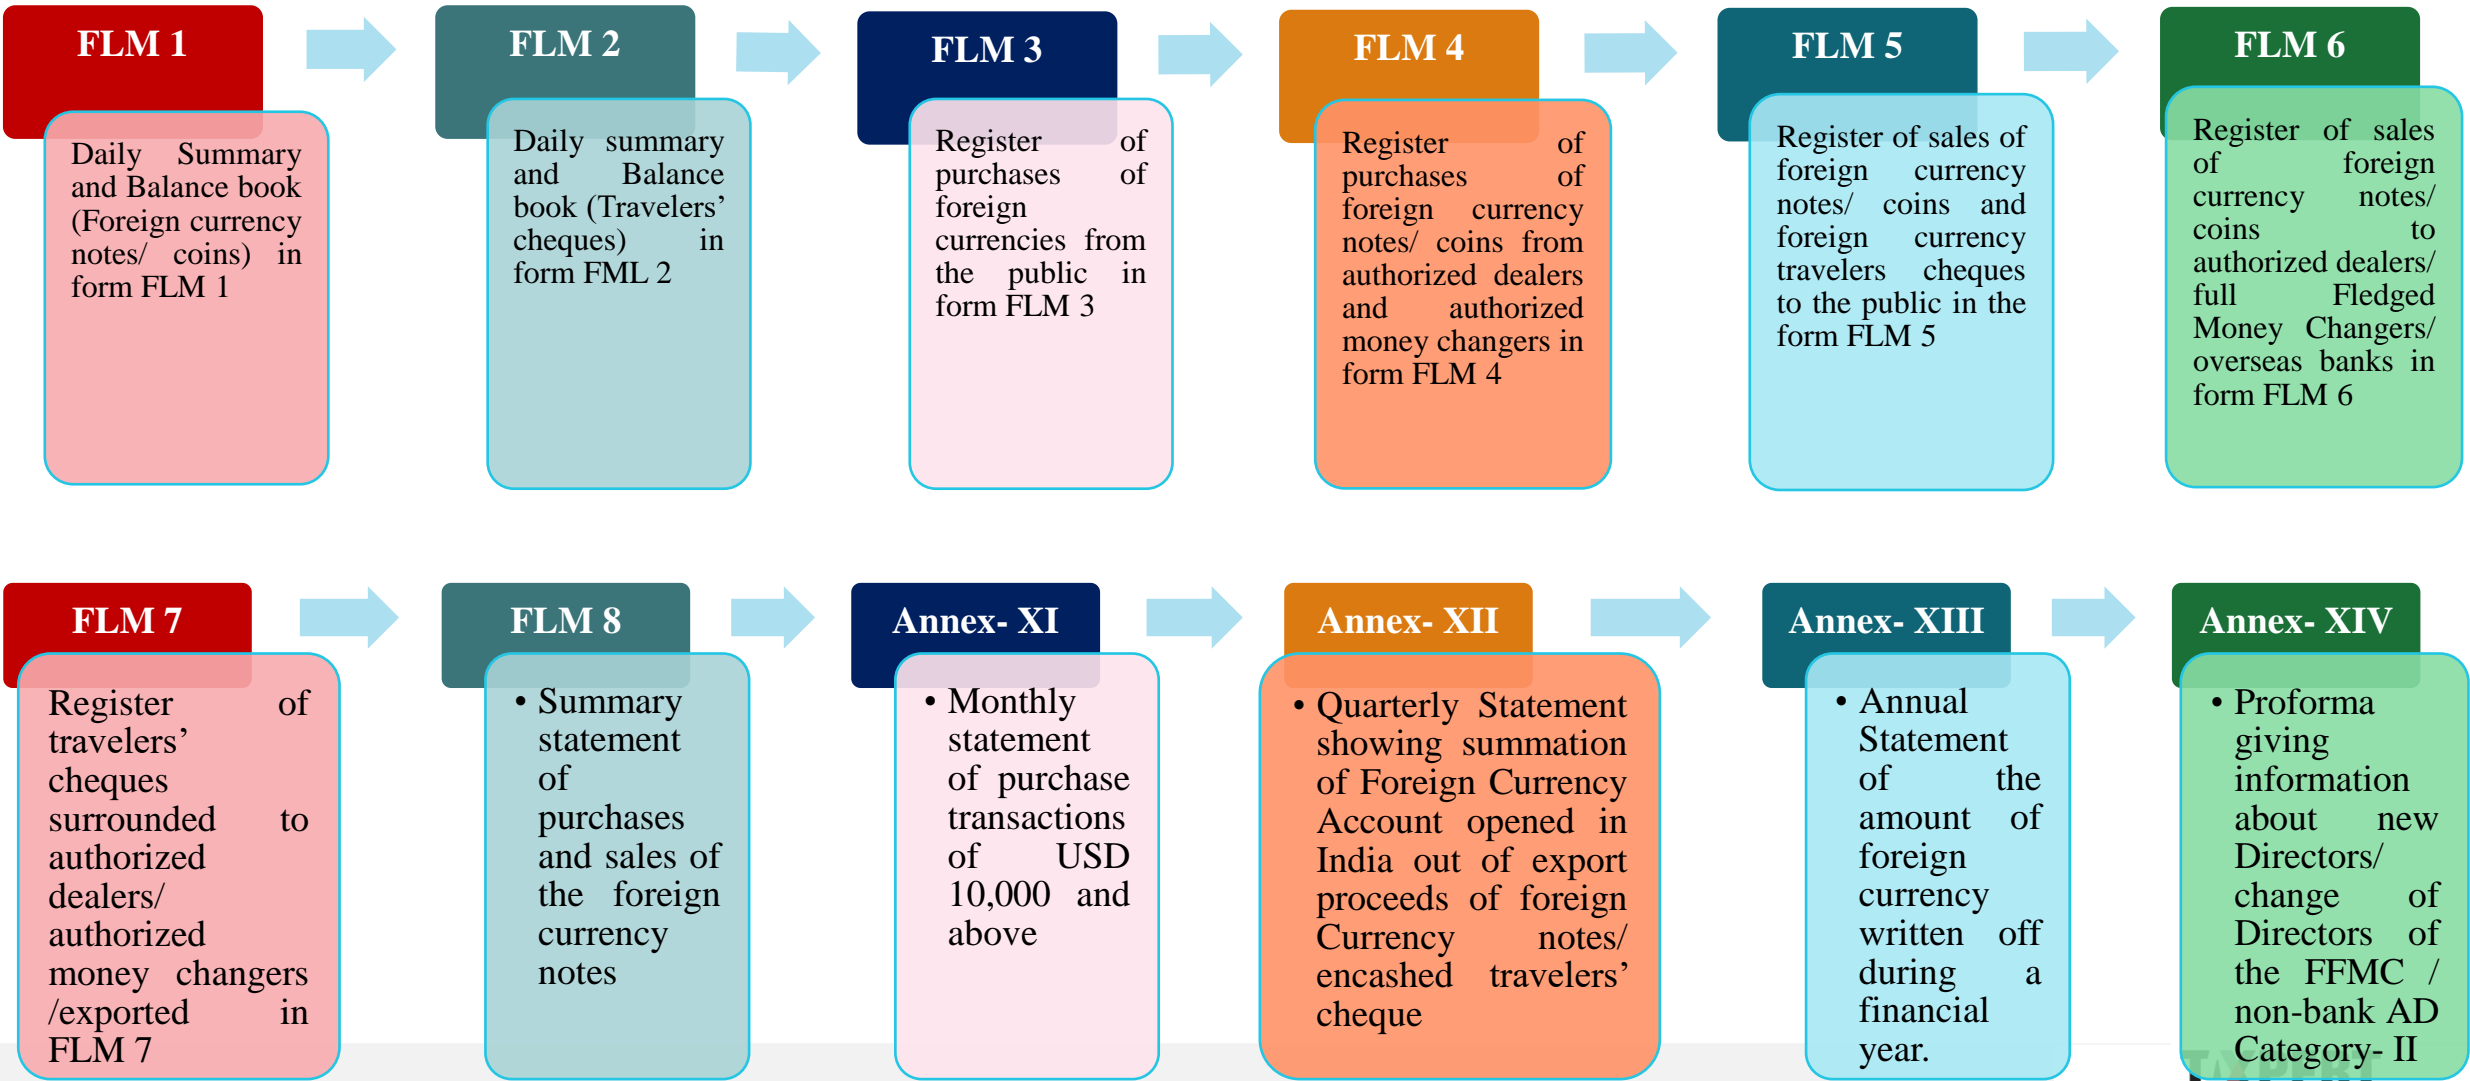 FLM 1
Daily Summary
and Balance book
(Foreign currency
notes/ coins) in
form FLM 1
FLM 2
Daily summary
and Balance
book (Travelers’
cheques) in
form FML 2
FLM 3
Register of
purchases of
foreign
currencies from
the public in
form FLM 3
FLM 4
Register of
purchases of
foreign currency
notes/ coins from
authorized dealers
and authorized
money changers in
form FLM 4
FLM 5
Register of sales of
foreign currency
notes/ coins and
foreign currency
travelers cheques
to the public in the
form FLM 5
FLM 6
Register of sales
of foreign
currency notes/
coins to
authorized dealers/
full Fledged
Money Changers/
overseas banks in
form FLM 6
FLM 7
Register of
travelers’
cheques
surrounded to
authorized
dealers/
authorized
money changers
/exported in
FLM 7
FLM 8
• Summary
statement
of
purchases
and sales of
the foreign
currency
notes
Annex- XI
• Monthly
statement
of purchase
transactions
of USD
10,000 and
above
Annex- XII
• Quarterly Statement
showing summation
of Foreign Currency
Account opened in
India out of export
proceeds of foreign
Currency notes/
encashed travelers’
cheque
Annex- XIII
• Annual
Statement
of the
amount of
foreign
currency
written off
during a
financial
year.
Annex- XIV
• Proforma
giving
information
about new
Directors/
change of
Directors of
the FFMC /
non-bank AD
Category- II